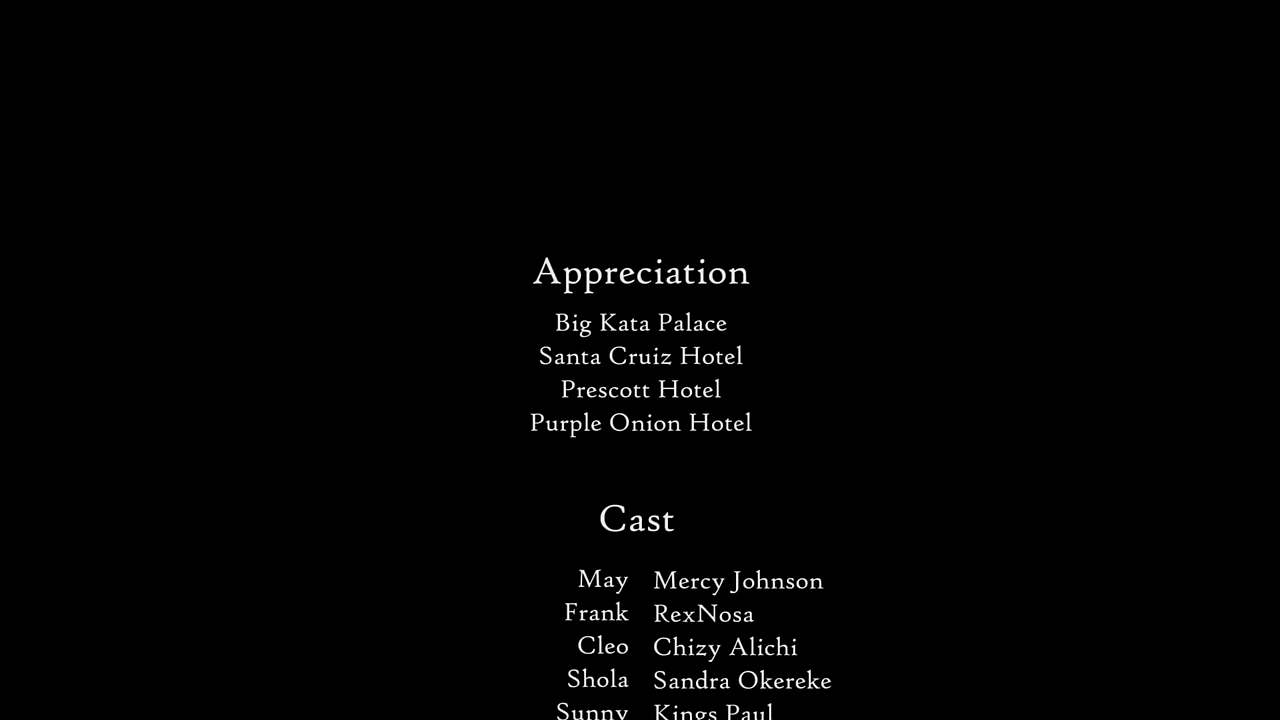 Appreciation
Big Kata Palace
Santa Cruiz Hotel
Prescott Hotel
Purple Onion Hotel
Cast
May Mercy Johnson
Frank RexNosa
Cleo Chizy Alichi
Shola Sandra Okereke
Sunny Kings Paul